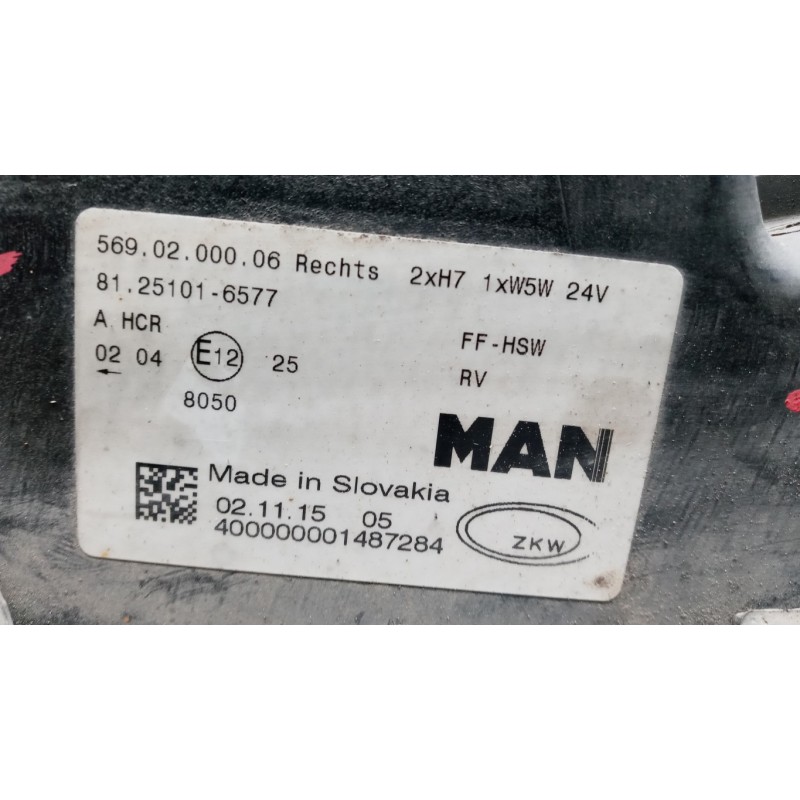 569.02.000.06 Rechts 2xH7 1xW5W 24V
81.25101-6577
A HCR FF-HSW
02 04 E12 25 RV
8050
MAN
Made in Slovakia
02.11.15 05
400000001487284
ZKW